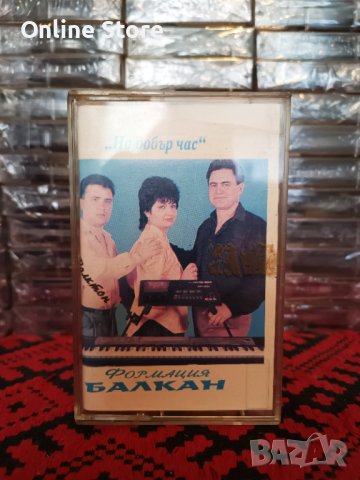 Online Store
„По добър час“
ФОРМАЦИЯ
БАЛКАН
BAZAR